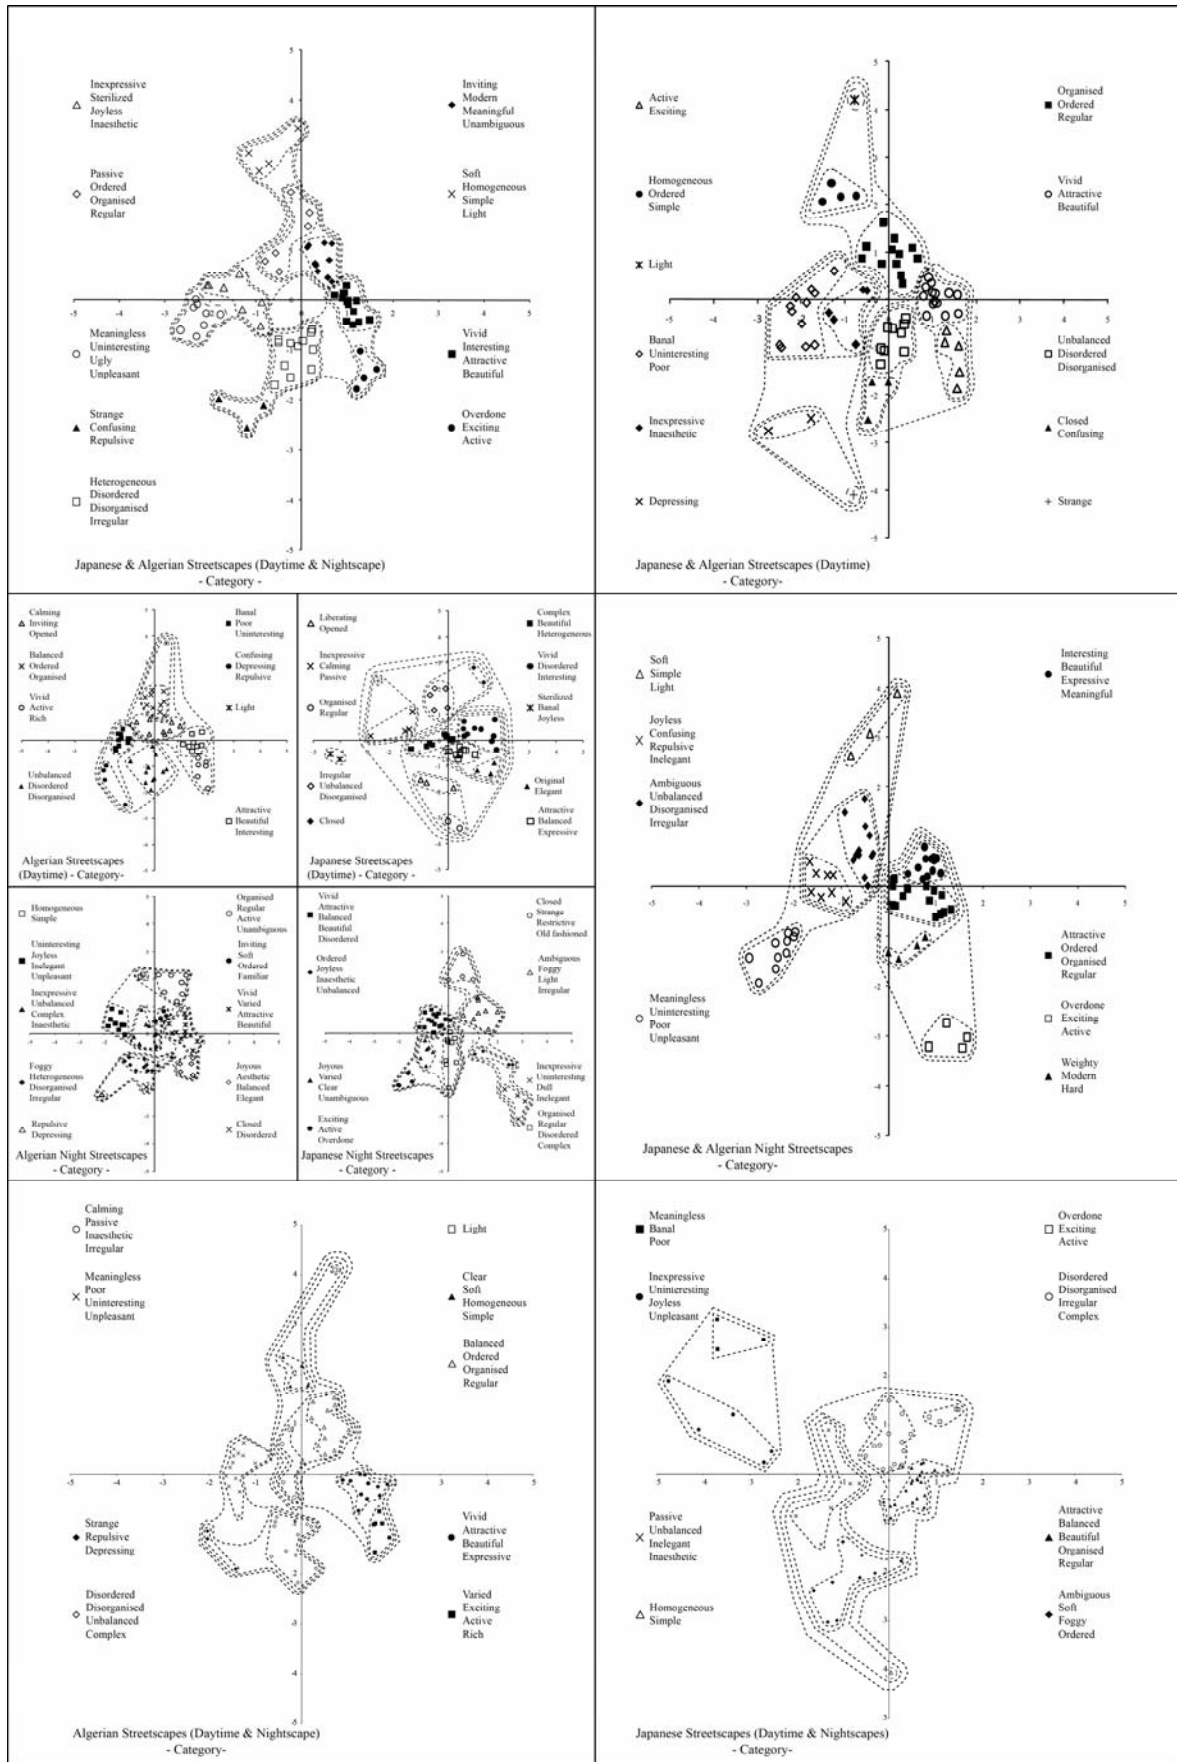 Inexpressive
Sterilized
Joyless
Inaesthetic
Inviting
Modern
Meaningful
Unambiguous
Passive
Ordered
Organised
Regular
Soft
Homogeneous
Simple
Light
Meaningless
Uninteresting
Ugly
Unpleasant
Vivid
Interesting
Attractive
Beautiful
Strange
Confusing
Repulsive
Overdone
Exciting
Active
Heterogeneous
Disordered
Disorganised
Irregular
Japanese & Algerian Streetscapes (Daytime & Nightscape)
- Category -
Active
Exciting
Organised
Ordered
Regular
Homogeneous
Ordered
Simple
Vivid
Attractive
Beautiful
Light
Banal
Uninteresting
Poor
Unbalanced
Disordered
Disorganised
Inexpressive
Inaesthetic
Closed
Confusing
Depressing
Strange
Japanese & Algerian Streetscapes (Daytime)
- Category-
Calming
Inviting
Opened
Banal
Poor
Uninteresting
Balanced
Ordered
Organised
Confusing
Depressing
Repulsive
Vivid
Active
Rich
Light
Unbalanced
Disordered
Disorganised
Attractive
Beautiful
Interesting
Algerian Streetscapes
(Daytime) - Category-
Liberating
Opened
Complex
Beautiful
Heterogeneous
Inexpressive
Calming
Passive
Vivid
Disordered
Interesting
Organised
Regular
Sterilized
Banal
Joyless
Irregular
Unbalanced
Disorganised
Original
Elegant
Closed
Attractive
Balanced
Expressive
Japanese Streetscapes
(Daytime) - Category-
Soft
Simple
Light
Interesting
Beautiful
Expressive
Meaningful
Joyless
Confusing
Repulsive
Inelegant
Ambiguous
Unbalanced
Disorganised
Irregular
Attractive
Ordered
Organised
Regular
Meaningless
Uninteresting
Poor
Unpleasant
Overdone
Exciting
Active
Weighty
Modern
Hard
Japanese & Algerian Night Streetscapes
- Category-
Homogeneous
Simple
Organised
Regular
Active
Unambiguous
Uninteresting
Joyless
Inelegant
Unpleasant
Inviting
Soft
Ordered
Familiar
Inexpressive
Unbalanced
Complex
Inaesthetic
Vivid
Varied
Attractive
Beautiful
Foggy
Heterogeneous
Disorganised
Irregular
Joyous
Aesthetic
Balanced
Elegant
Repulsive
Depressing
Closed
Disordered
Algerian Night Streetscapes
- Category -
Vivid
Attractive
Balanced
Beautiful
Disordered
Closed
Strange
Restrictive
Old fashioned
Ordered
Joyless
Inaesthetic
Unbalanced
Ambiguous
Foggy
Light
Irregular
Joyous
Varied
Clear
Unambiguous
Inexpressive
Uninteresting
Dull
Inelegant
Exciting
Active
Overdone
Organised
Regular
Disordered
Complex
Japanese Night Streetscapes
- Category -
Calming
Passive
Inaesthetic
Irregular
Light
Meaningless
Poor
Uninteresting
Unpleasant
Clear
Soft
Homogeneous
Simple
Balanced
Ordered
Organised
Regular
Strange
Repulsive
Depressing
Vivid
Attractive
Beautiful
Expressive
Disordered
Disorganised
Unbalanced
Complex
Varied
Exciting
Active
Rich
Algerian Streetscapes (Daytime & Nightscape)
- Category-
Meaningless
Banal
Poor
Overdone
Exciting
Active
Inexpressive
Uninteresting
Joyless
Unpleasant
Disordered
Disorganised
Irregular
Complex
Passive
Unbalanced
Inelegant
Inaesthetic
Attractive
Balanced
Beautiful
Organised
Regular
Homogeneous
Simple
Ambiguous
Soft
Foggy
Ordered
Japanese Streetscapes (Daytime & Nightscapes)
- Category-